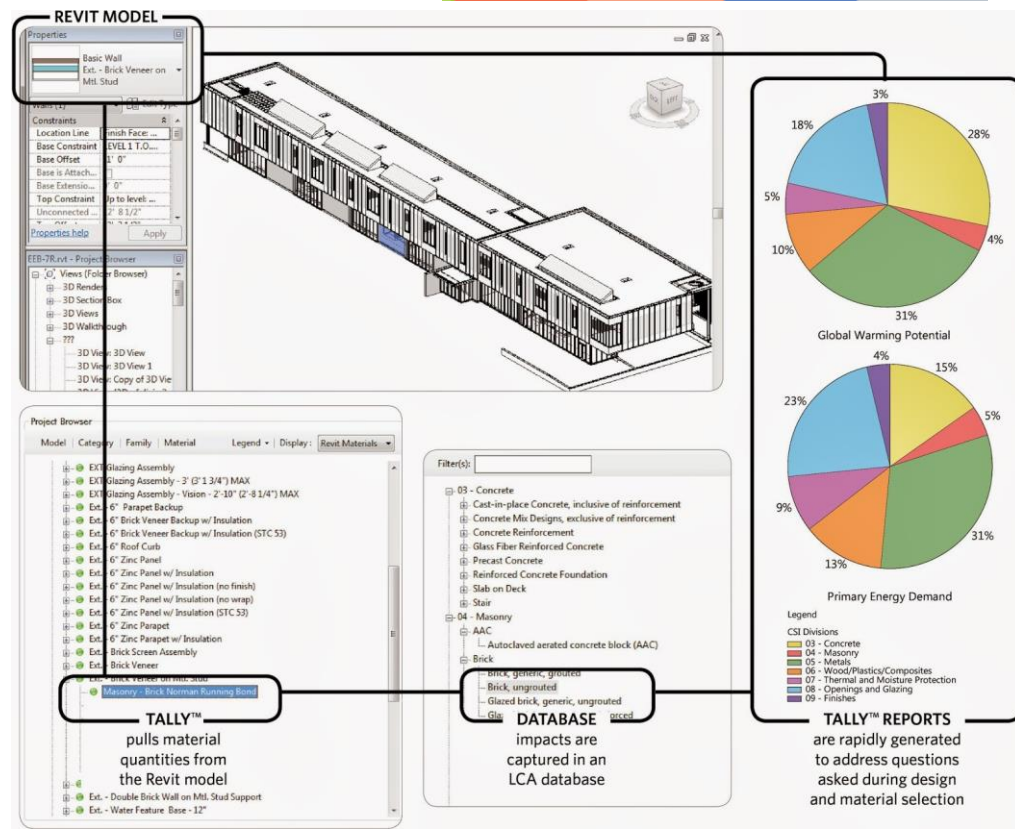 REVIT MODEL
Properties
Basic Wall
Ext. - Brick Veneer on
Mtl. Stud
Walls (1)
Edit Type
Constraints
Location Line
Finish Face: ...
Base Constraint
LEVEL 1 T.O....
Base Offset
1' 0"
Base is Attach...
Base Extensio...
0' 0"
Top Constraint
Up to level: ...
Unconnected ...
8 1/2"
Properties help
Apply
EEB-7R.rvt - Project Browser
Views (Folder Browser)
3D Renders
3D Section Box
3D Views
3D Walkthrough
???
3D View: 3D View
3D View: 3D View 1
3D View: Copy of 3D Vie
3%
18%
28%
5%
4%
10%
31%
Global Warming Potential
4%
15%
23%
5%
9%
31%
13%
Primary Energy Demand
Legend
CSI Divisions
03 - Concrete
04 - Masonry
05 - Metals
06 - Wood/Plastics/Composites
07 - Thermal and Moisture Protection
08 - Openings and Glazing
09 - Finishes
Project Browser
Model | Category | Family | Material
Legend
Display:
Revit Materials
EXT Glazing Assembly
EXT Glazing Assembly - 3' (3' 1 3/4") MAX
EXT Glazing Assembly - Vision - 2'-10" (2'-8 1/4") MAX
Ext. - 6" Parapet Backup
Ext. - 6" Brick Veneer Backup w/ Insulation
Ext. - 6" Brick Veneer Backup w/ Insulation (STC 53)
Ext. - 6" Roof Curb
Ext. - 6" Zinc Panel
Ext. - 6" Zinc Panel w/ Insulation
Ext. - 6" Zinc Panel w/ Insulation (no finish)
Ext. - 6" Zinc Panel w/ Insulation (no wrap)
Ext. - 6" Zinc Panel w/ Insulation (STC 53)
Ext. - 6" Zinc Parapet
Ext. - 6" Zinc Parapet w/ Insulation
Ext. - Brick Screen Assembly
Ext. - Brick Veneer
Ext. - Brick Veneer on Mtl. Stud
Masonry - Brick Norman Running Bond
TALLY™
pulls material
quantities from
the Revit model
Ext. - Double Brick Wall on Mtl. Stud Support
Ext. - Water Feature Base - 12"
Filter(s):
03 - Concrete
Cast-in-place Concrete, inclusive of reinforcement
Concrete Mix Designs, exclusive of reinforcement
Concrete Reinforcement
Glass Fiber Reinforced Concrete
Precast Concrete
Reinforced Concrete Foundation
Slab on Deck
Stair
04 - Masonry
AAC
Autoclaved aerated concrete block (AAC)
Brick
Brick, generic, grouted
Brick, ungrouted
Glazed brick, generic, ungrouted
DATABASE
impacts are
captured in an
LCA database
TALLY™ REPORTS
are rapidly generated
to address questions
asked during design
and material selection